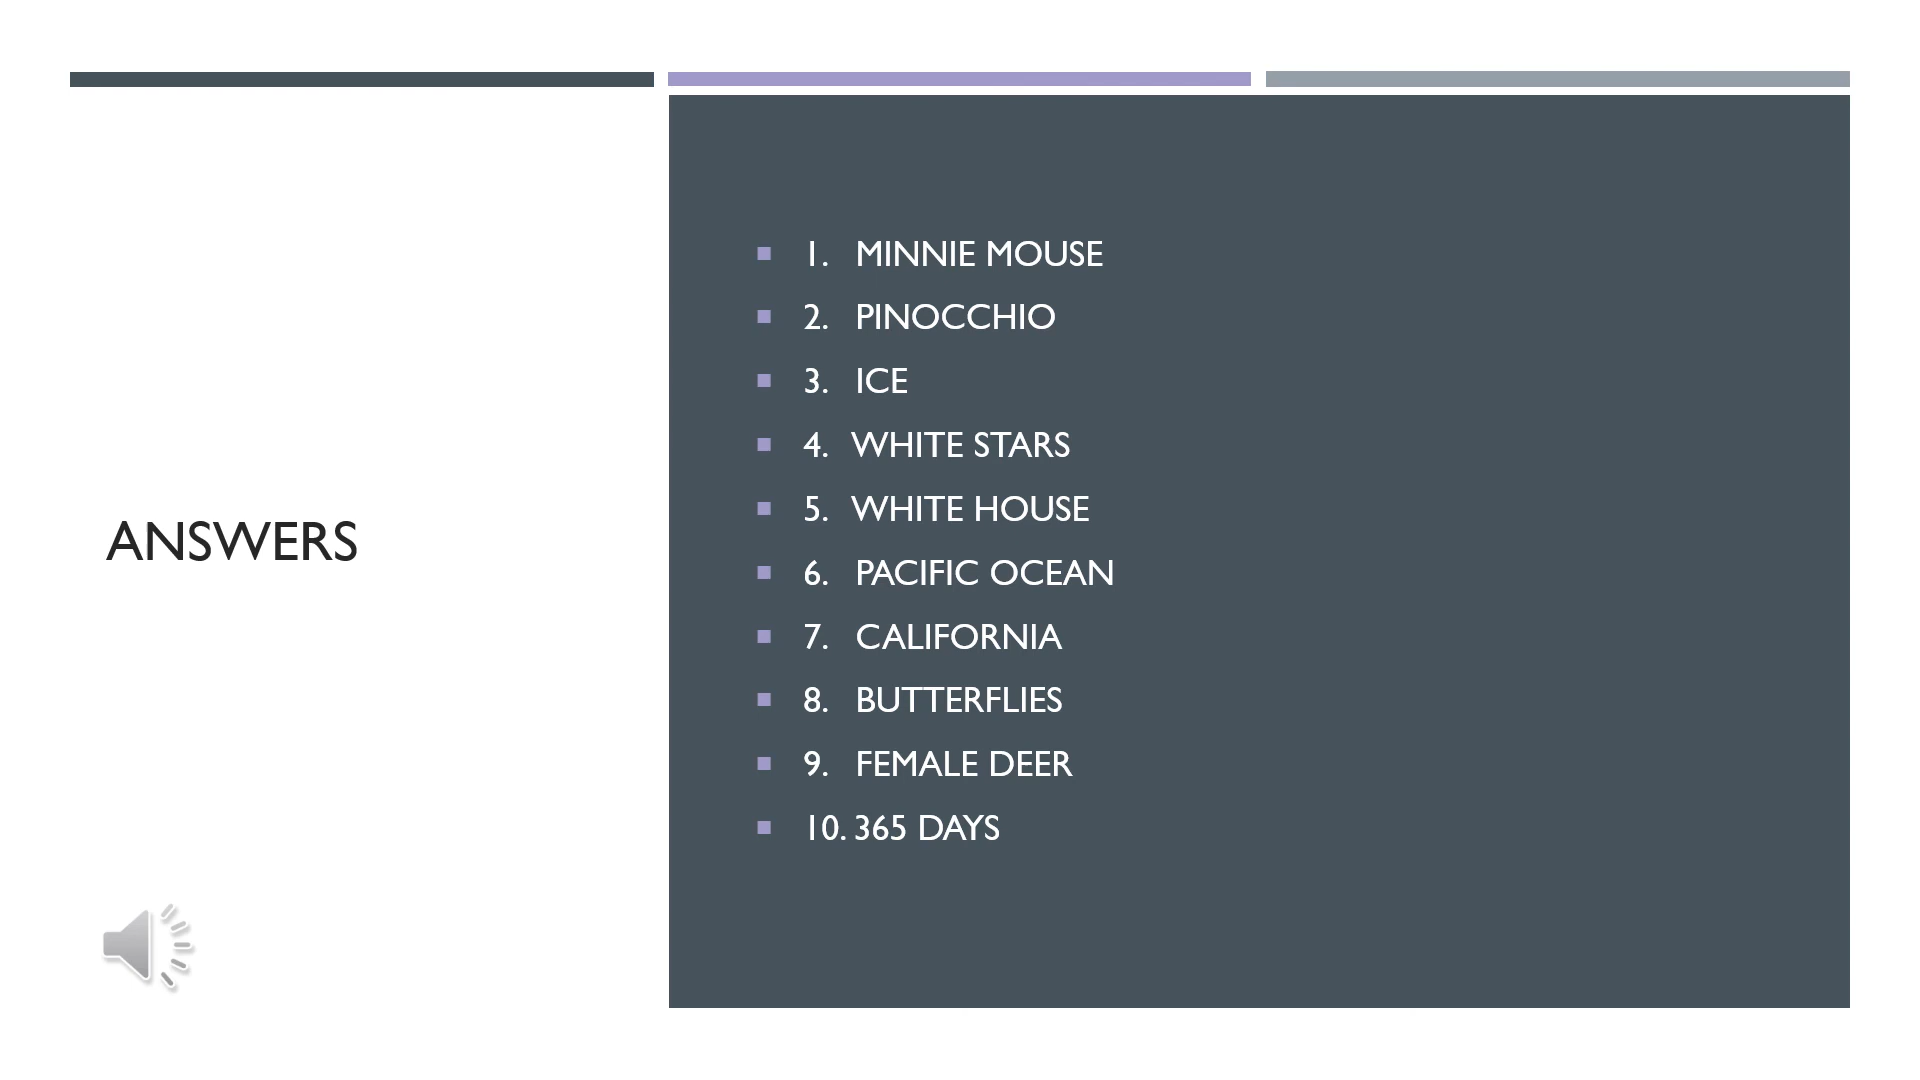 ANSWERS
1. MINNIE MOUSE
2. PINOCCHIO
3. ICE
4. WHITE STARS
5. WHITE HOUSE
6. PACIFIC OCEAN
7. CALIFORNIA
8. BUTTERFLIES
9. FEMALE DEER
10. 365 DAYS